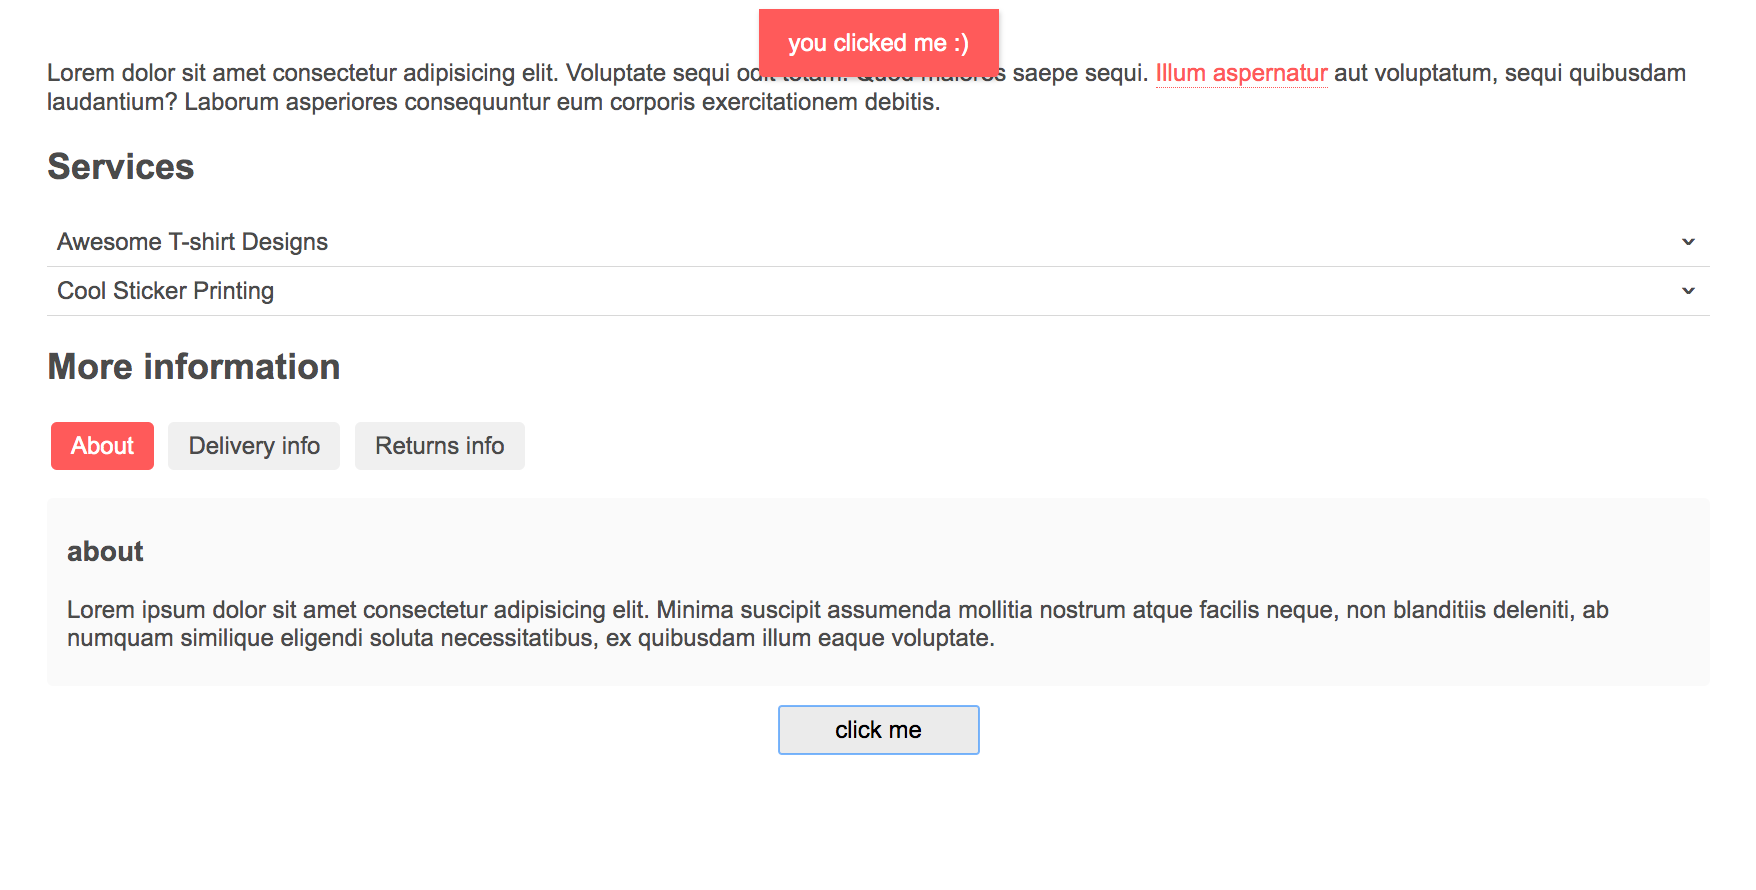 you clicked me :)
Lorem dolor sit amet consectetur adipisicing elit. Voluptate sequi saepe sequi. Illum aspernatur aut voluptatum, sequi quibusdam
laudantium? Laborum asperiores consequuntur eum corporis exercitationem debitis.
Services
Awesome T-shirt Designs
Cool Sticker Printing
More information
About Delivery info Returns info
about
Lorem ipsum dolor sit amet consectetur adipisicing elit. Minima suscipit assumenda mollitia nostrum atque facilis neque, non blanditiis deleniti, ab
numquam similique eligendi soluta necessitatibus, ex quibusdam illum eaque voluptate.
click me